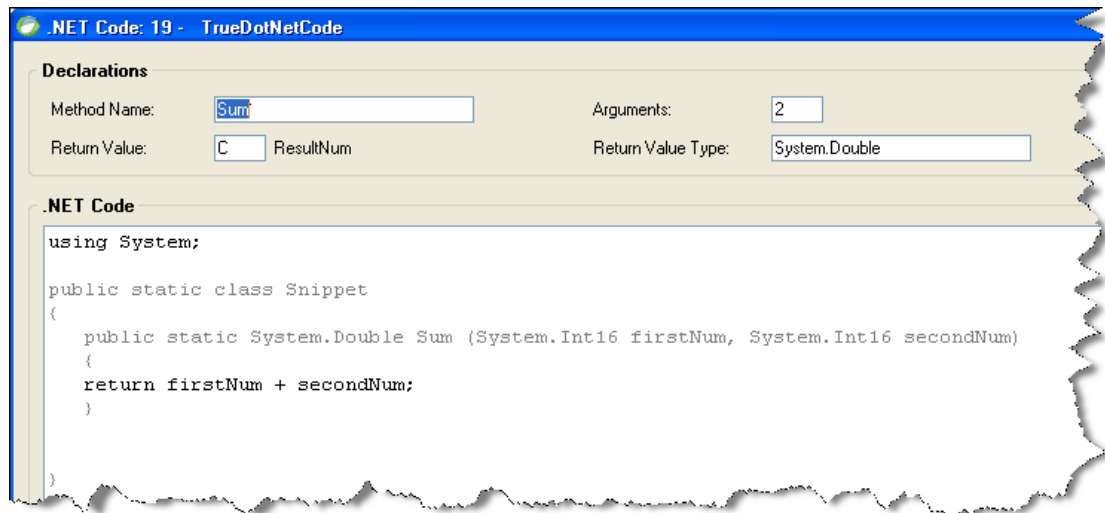 .NET Code: 19 - TrueDotNetCode
Declarations
Method Name: Sum Arguments: 2
Return Value: C ResultNum Return Value Type: System.Double
.NET Code
using System;
public static class Snippet
{
public static System.Double Sum (System.Int16 firstNum, System.Int16 secondNum)
{
return firstNum + secondNum;
}
}